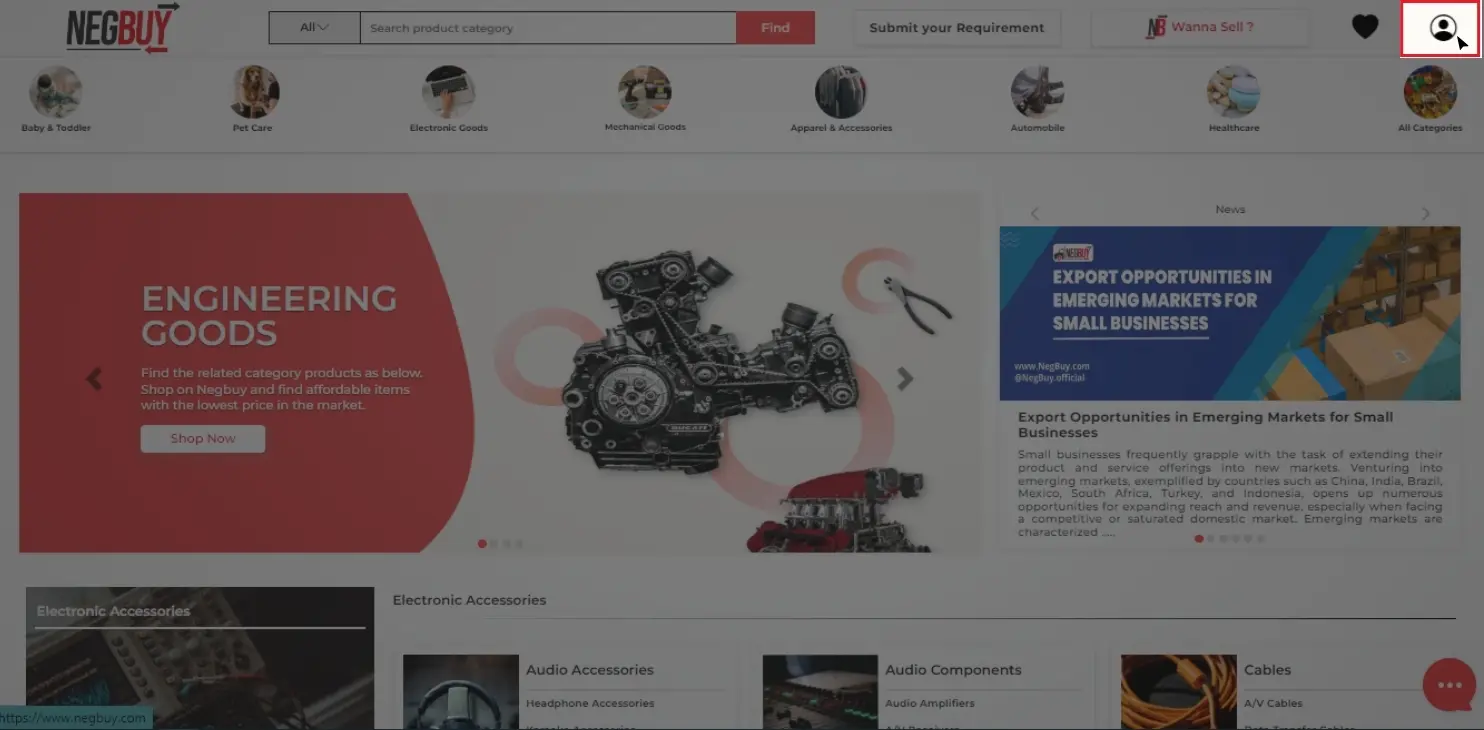 NEGBUY
All
Search product category
Find
Submit your Requirement
NB Wanna Sell ?
Baby & Toddler
Pet Care
Electronic Goods
Mechanical Goods
Apparel & Accessories
Automobile
Healthcare
All Categories
ENGINEERING
GOODS
Find the related category products as below.
Shop on Negbuy and find affordable items
with the lowest price in the market.
Shop Now
DUCATI
News
NEGBUY
EXPORT OPPORTUNITIES IN
EMERGING MARKETS FOR
SMALL BUSINESSES
www.NegBuy.com
@NegBuy.official
Export Opportunities in Emerging Markets for Small
Businesses
Small businesses frequently grapple with the task of extending their
product and service offerings into new markets. Venturing into
emerging markets, exemplified by countries such as China, India, Brazil,
Mexico, South Africa, Turkey, and Indonesia, opens up numerous
opportunities for expanding reach and revenue, especially when facing
a competitive or saturated domestic market. Emerging markets are
characterized .....
Electronic Accessories
Electronic Accessories
Audio Accessories
Headphone Accessories
Karaoke Accessories
Audio Components
Audio Amplifiers
A/V Receivers
Cables
A/V Cables
Data Transfer Cables
https://www.negbuy.com